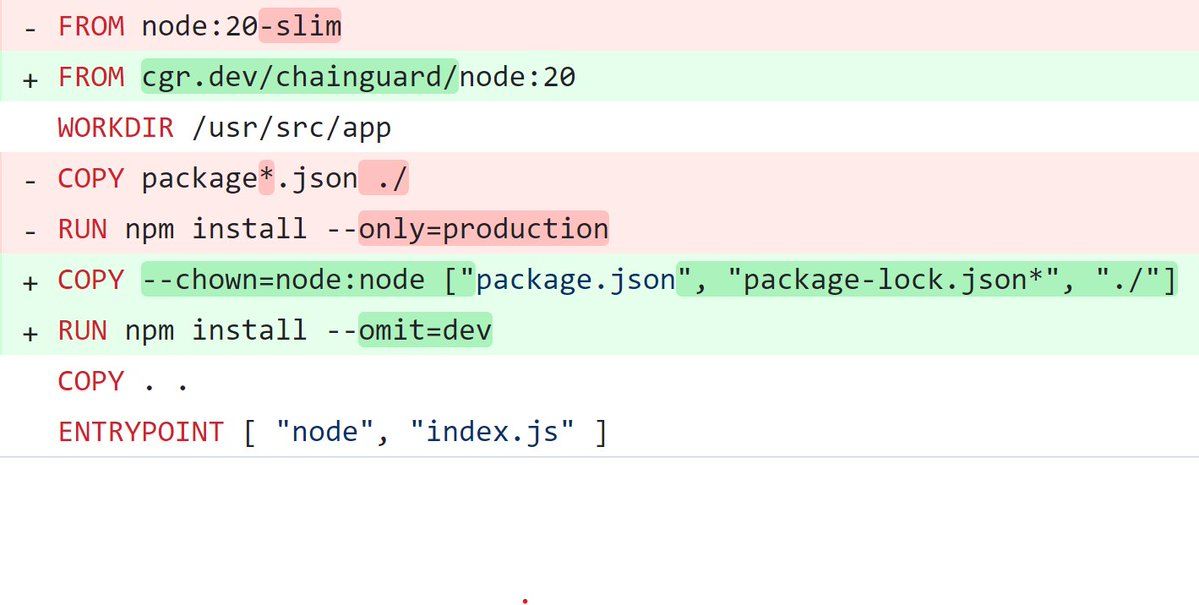 - FROM node:20-slim
+ FROM cgr.dev/chainguard/node:20
WORKDIR /usr/src/app
- COPY package*.json ./
- RUN npm install --only=production
+ COPY --chown=node:node ["package.json", "package-lock.json*", "./"]
+ RUN npm install --omit=dev
COPY . .
ENTRYPOINT [ "node", "index.js" ]